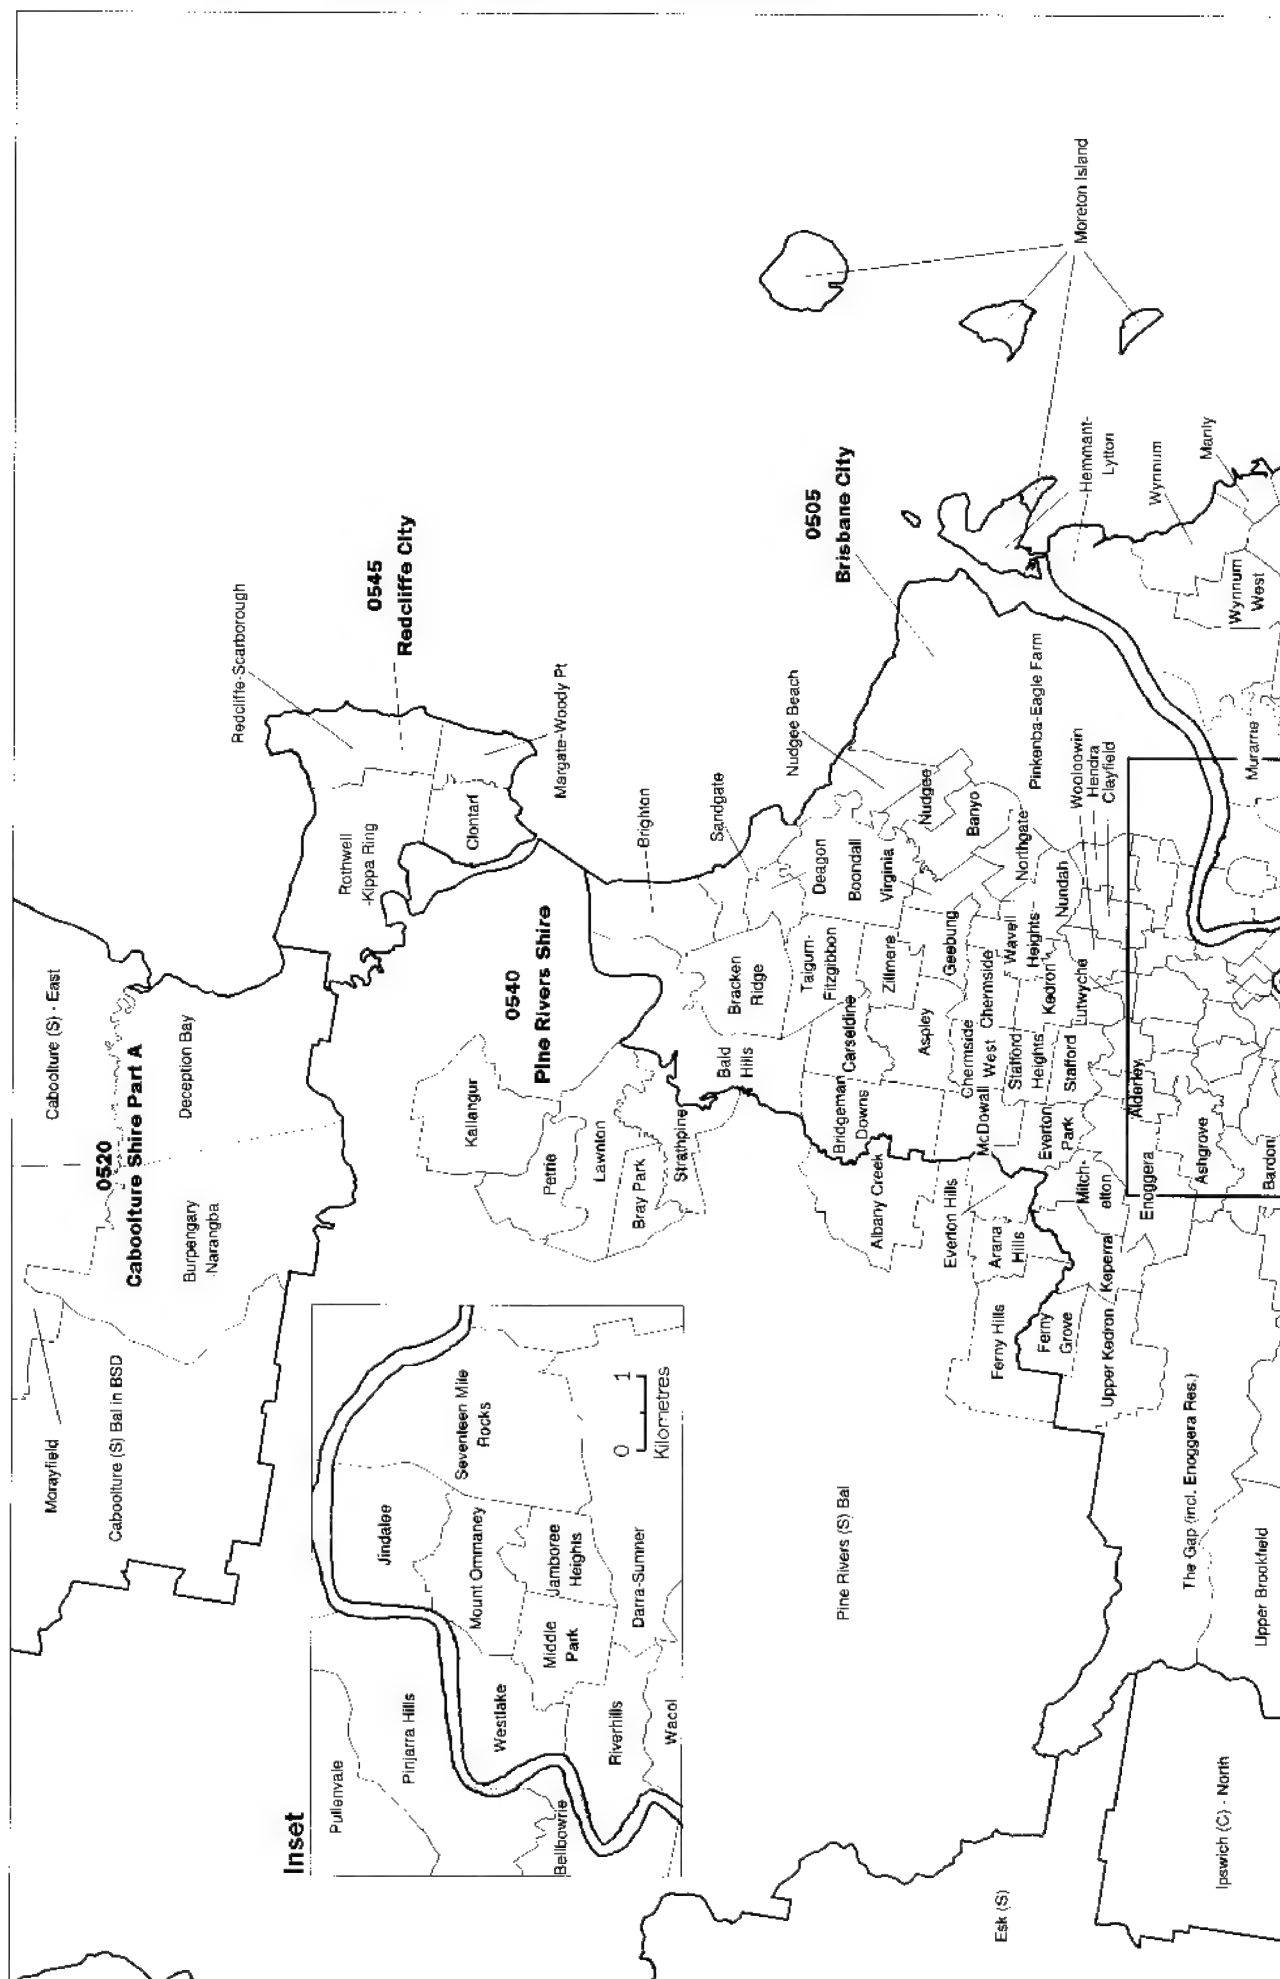 Caboolture (S) - East
0520
Caboolture Shire Part A
Deception Bay
Burpengary
-Narangba
Morayfield
Caboolture (S) Bal in BSD
Redcliffe-Scarborough
0545
Redcliffe City
Rothwell
-Kippa Ring
Clontarf
Margate-Woody Pt
Inset
Pullenvale
Pinjarra Hills
Jindalee
Mount Ommaney
Seventeen Mile
Rocks
Westlake
Middle
Park
Jamboree
Heights
Bellbowrie
Riverhills
Darra-Sumner
Wacol
0 1
Kilometres
0540
Pine Rivers Shire
Kallangur
Petrie
Lawnton
Bray Park
Strathpine
Brighton
Sandgate
Nudgee Beach
0505
Brisbane City
Moreton Island
Bracken
Ridge
Bald
Hills
Deagon
Boondall
Taigum-
Fitzgibbon
Carseldine
Bridgeman
Downs
Albany Creek
Virginia
Zillmere
Nudgee
Geebung
Aspley
Banyo
Chermside
Chermside
West
McDowall
Everton Hills
Northgate
Wavell
Heights
Stafford
Heights
Arana
Hills
Ferny Hills
Pinkenba-Eagle Farm
Nundah
Kedron
Stafford
Everton
Park
Ferny
Grove
Wooloowin
Hendra
Clayfield
Lutwyche
Mitch-
elton
Keperra
Upper Kedron
Hemmant-
Lytton
Wynnum
Manly
Alderley
Enoggera
Ashgrove
Wynnum
West
Murarrie
Bardon
The Gap (incl. Enoggera Res.)
Upper Brookfield
Pine Rivers (S) Bal
Esk (S)
Ipswich (C) - North